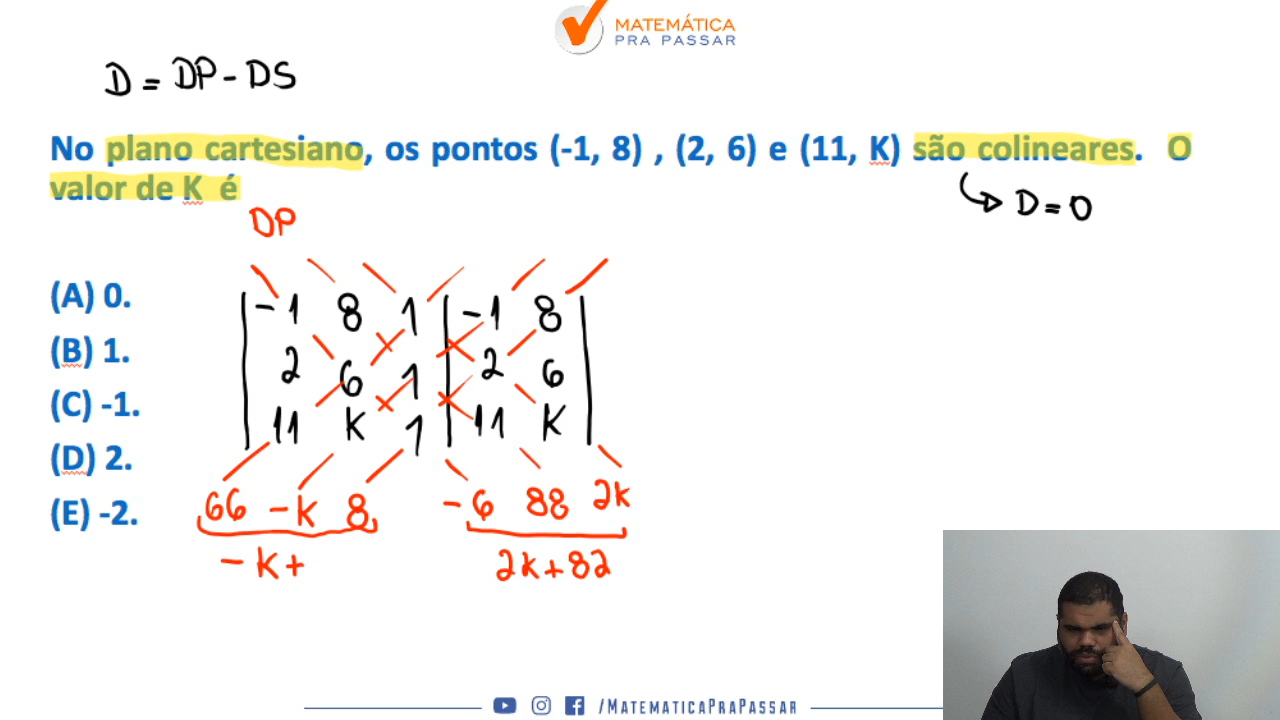 MATEMÁTICA
PRA PASSAR
D = DP - DS
No plano cartesiano, os pontos (-1, 8) , (2, 6) e (11, K) são colineares. O
valor de K é
D = 0
DP
(A) 0.
(B) 1.
(C) -1.
(D) 2.
(E) -2.
| -1 8 1 | -1 8 |
| 2 6 1 | 2 6 |
| 11 K 1 | 11 K |
66 -K 8 -6 88 2K
-K+ 2K+82
/MATEMATICAPRAPASSAR